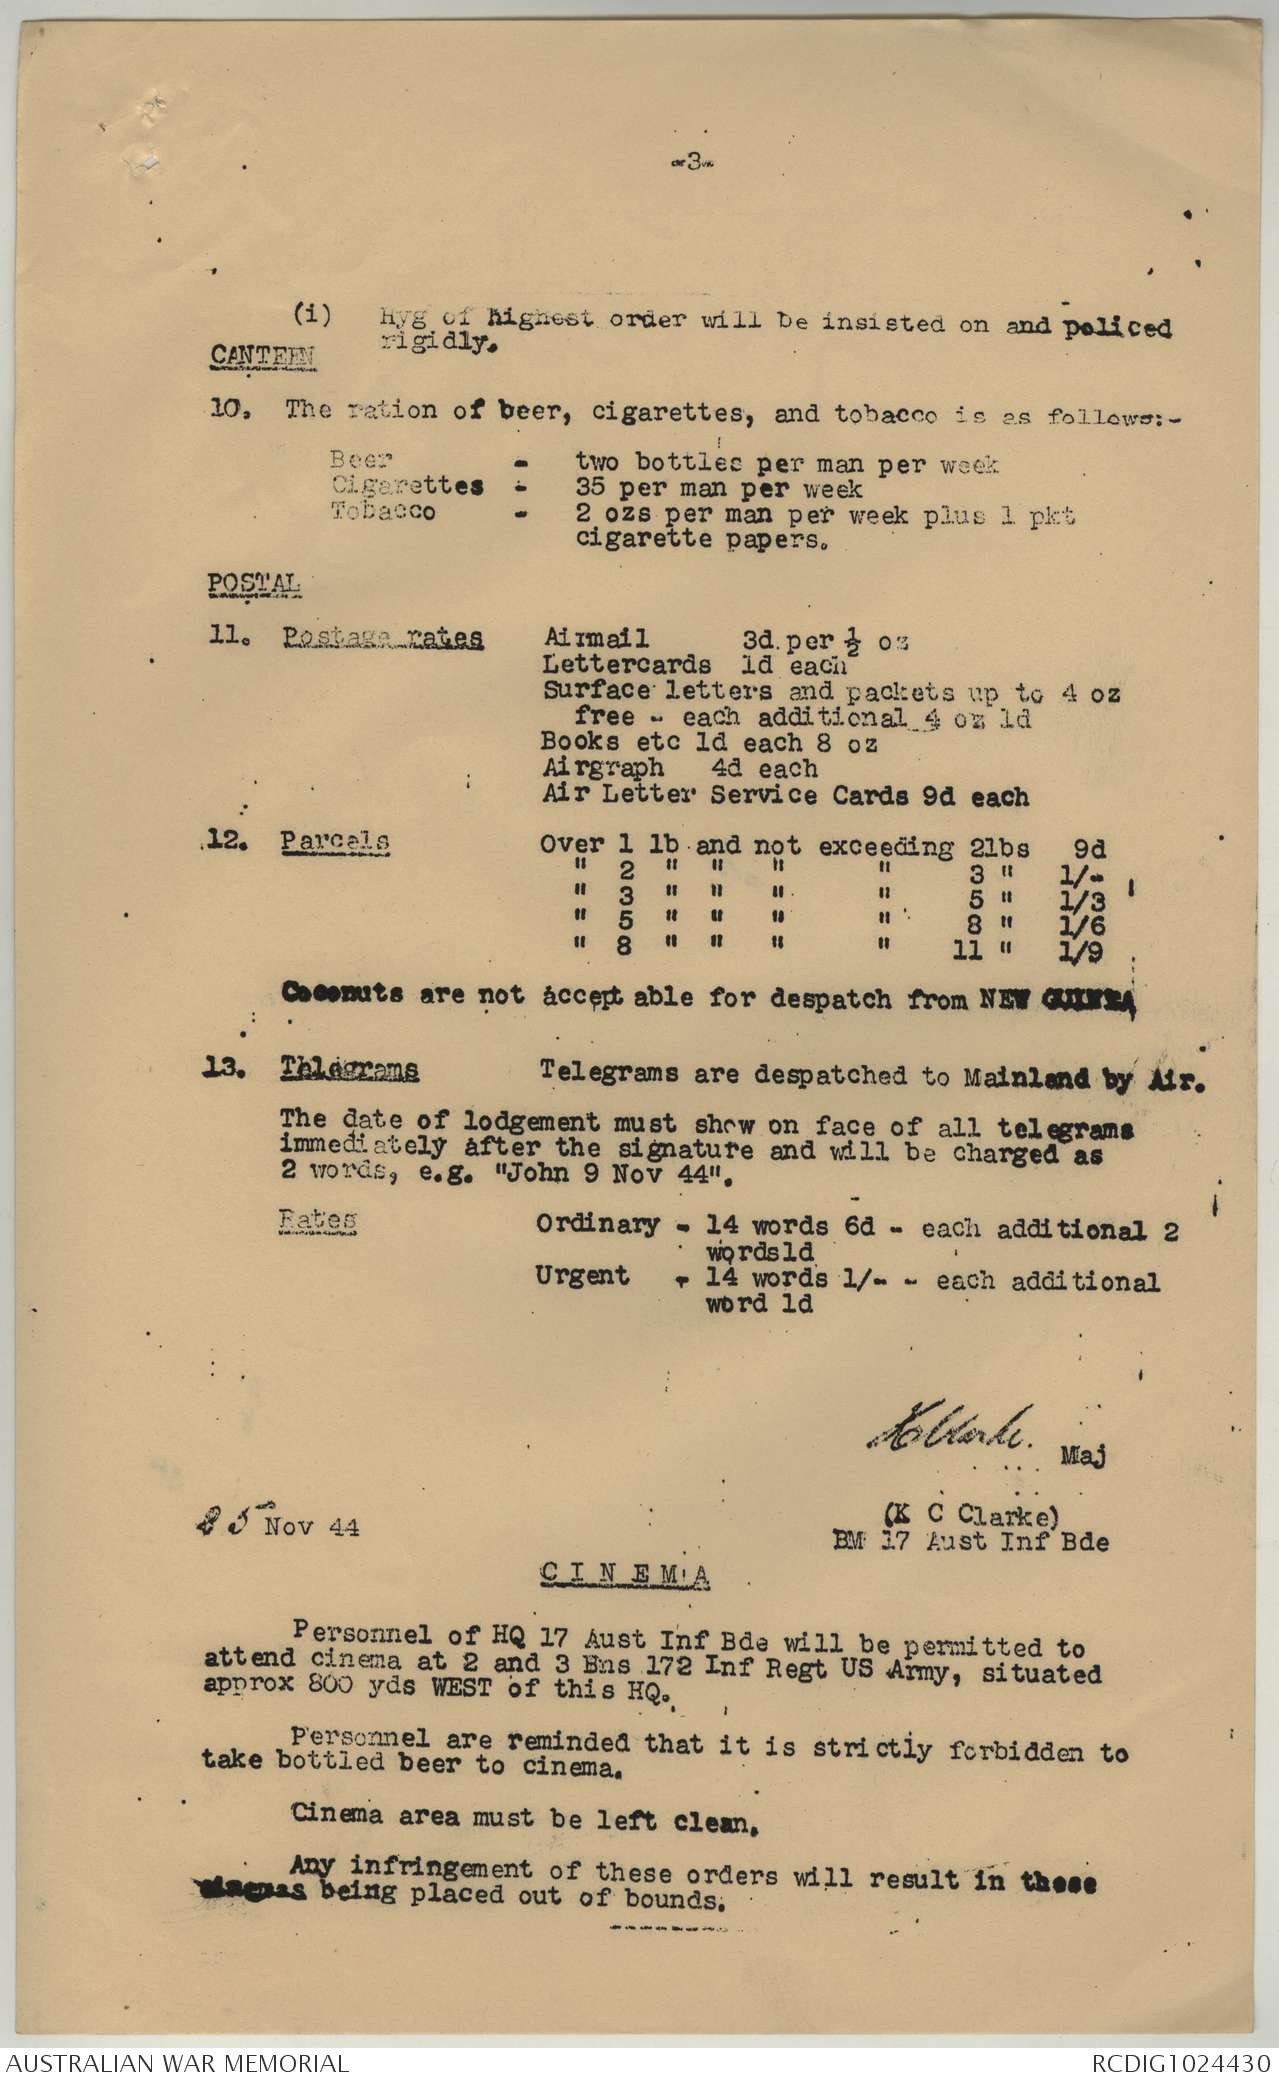 -3-
(i) Hyg of highest order will be insisted on and policed
rigidly.
CANTEEN
10. The ration of beer, cigarettes, and tobacco is as follows:-
Beer - two bottles per man per week
Cigarettes - 35 per man per week
Tobacco - 2 ozs per man per week plus 1 pkt
cigarette papers.
POSTAL
11. Postage rates Airmail 3d per ½ oz
Lettercards 1d each
Surface letters and packets up to 4 oz
free - each additional 4 oz 1d
Books etc 1d each 8 oz
Airgraph 4d each
Air Letter Service Cards 9d each
12. Parcels Over 1 lb and not exceeding 2lbs 9d
" 2 " " " " 3 " 1/-
" 3 " " " " 5 " 1/3
" 5 " " " " 8 " 1/6
" 8 " " " " 11 " 1/9
Coconuts are not acceptable for despatch from NEW GUINEA
13. Telegrams Telegrams are despatched to Mainland by Air.
The date of lodgement must show on face of all telegrams
immediately after the signature and will be charged as
2 words, e.g. "John 9 Nov 44".
Rates Ordinary - 14 words 6d - each additional 2
words1d
Urgent - 14 words 1/- - each additional
word 1d
KCClarke. Maj
(K C Clarke)
25 Nov 44
BM 17 Aust Inf Bde
CINEMA
Personnel of HQ 17 Aust Inf Bde will be permitted to
attend cinema at 2 and 3 Bns 172 Inf Regt US Army, situated
approx 800 yds WEST of this HQ.
Personnel are reminded that it is strictly forbidden to
take bottled beer to cinema.
Cinema area must be left clean.
Any infringement of these orders will result in these
cinemas being placed out of bounds.
AUSTRALIAN WAR MEMORIAL
RCDIG1024430